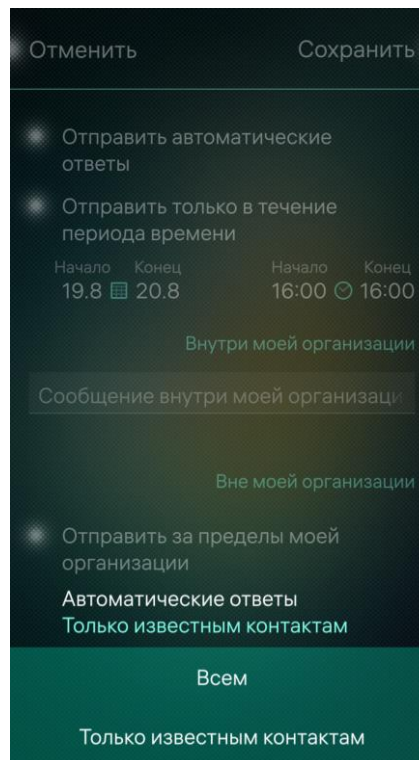 Отменить Сохранить
Отправить автоматические
ответы
Отправить только в течение
периода времени
Начало Конец Начало Конец
19.8 20.8 16:00 16:00
Внутри моей организации
Сообщение внутри моей организаци
Вне моей организации
Отправить за пределы моей
организации
Автоматические ответы
Только известным контактам
Всем
Только известным контактам